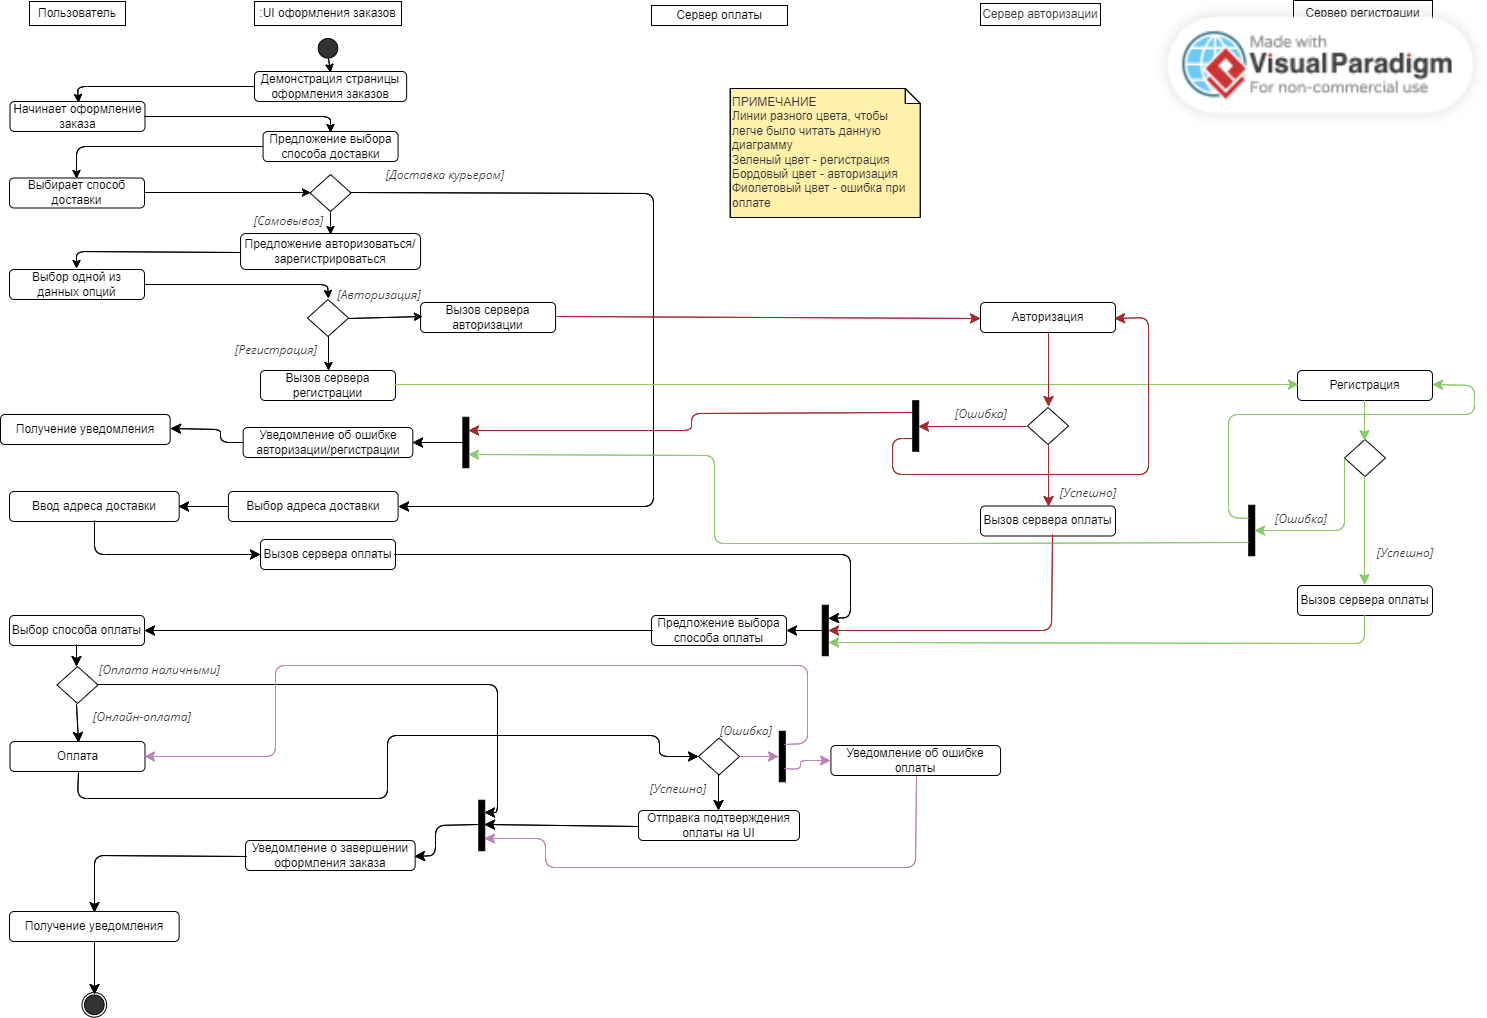 Пользователь
:UI оформления заказов
Сервер оплаты
Сервер авторизации
Сервер регистрации
Made with
VisualParadigm
For non-commercial use
Демонстрация страницы
оформления заказов
Начинает оформление
заказа
Предложение выбора
способа доставки
ПРИМЕЧАНИЕ
Линии разного цвета, чтобы
легче было читать данную
диаграмму
Зеленый цвет - регистрация
Бордовый цвет - авторизация
Фиолетовый цвет - ошибка при
оплате
Выбирает способ
доставки
[Доставка курьером]
[Самовывоз]
Предложение авторизоваться/
зарегистрироваться
Выбор одной из
данных опций
[Авторизация]
Вызов сервера
авторизации
Авторизация
[Регистрация]
Вызов сервера
регистрации
Регистрация
Получение уведомления
Уведомление об ошибке
авторизации/регистрации
[Ошибка]
[Успешно]
Ввод адреса доставки
Выбор адреса доставки
Вызов сервера оплаты
[Ошибка]
[Успешно]
Вызов сервера оплаты
Вызов сервера оплаты
Выбор способа оплаты
Предложение выбора
способа оплаты
[Оплата наличными]
[Онлайн-оплата]
Оплата
[Ошибка]
Уведомление об ошибке
оплаты
[Успешно]
Отправка подтверждения
оплаты на UI
Уведомление о завершении
оформления заказа
Получение уведомления